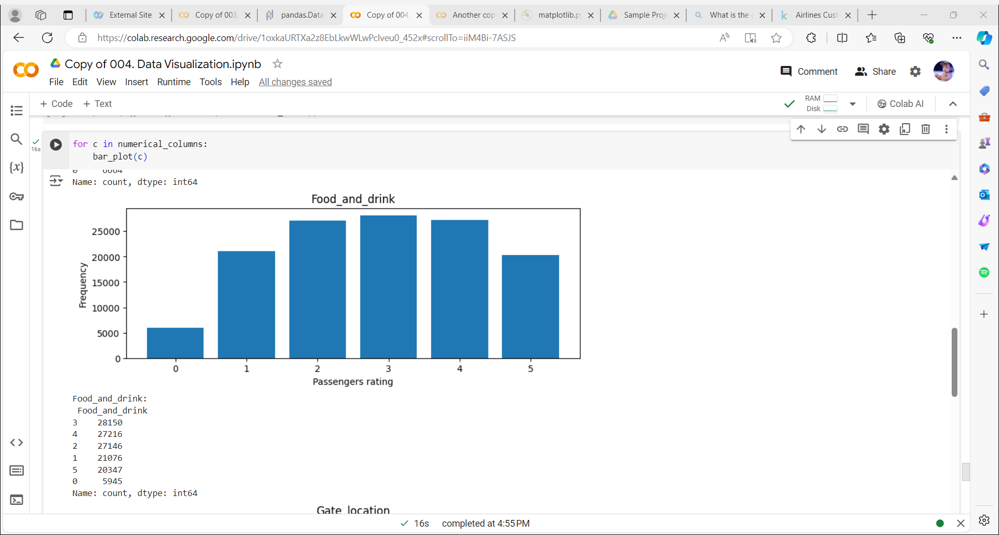 External Site
Copy of 003.
pandas.Data
Copy of 004.
Another cop
matplotlib.p
Sample Proje
What is the
Airlines Cust
https://colab.research.google.com/drive/1oxkaURTXa2z8EbLkwWLwPcIveu0_452x#scrollTo=iiM4Bi-7ASJS
Copy of 004. Data Visualization.ipynb
File Edit View Insert Runtime Tools Help All changes saved
Comment
Share
+ Code + Text
RAM
Disk
Colab AI
16s
for c in numerical_columns:
bar_plot(c)
0 6664
Name: count, dtype: int64
Food_and_drink
25000
20000
15000
10000
5000
0
Frequency
0 1 2 3 4 5
Passengers rating
Food_and_drink:
Food_and_drink
3 28150
4 27216
2 27146
1 21076
5 20347
0 5945
Name: count, dtype: int64
Gate_location
16s completed at 4:55 PM